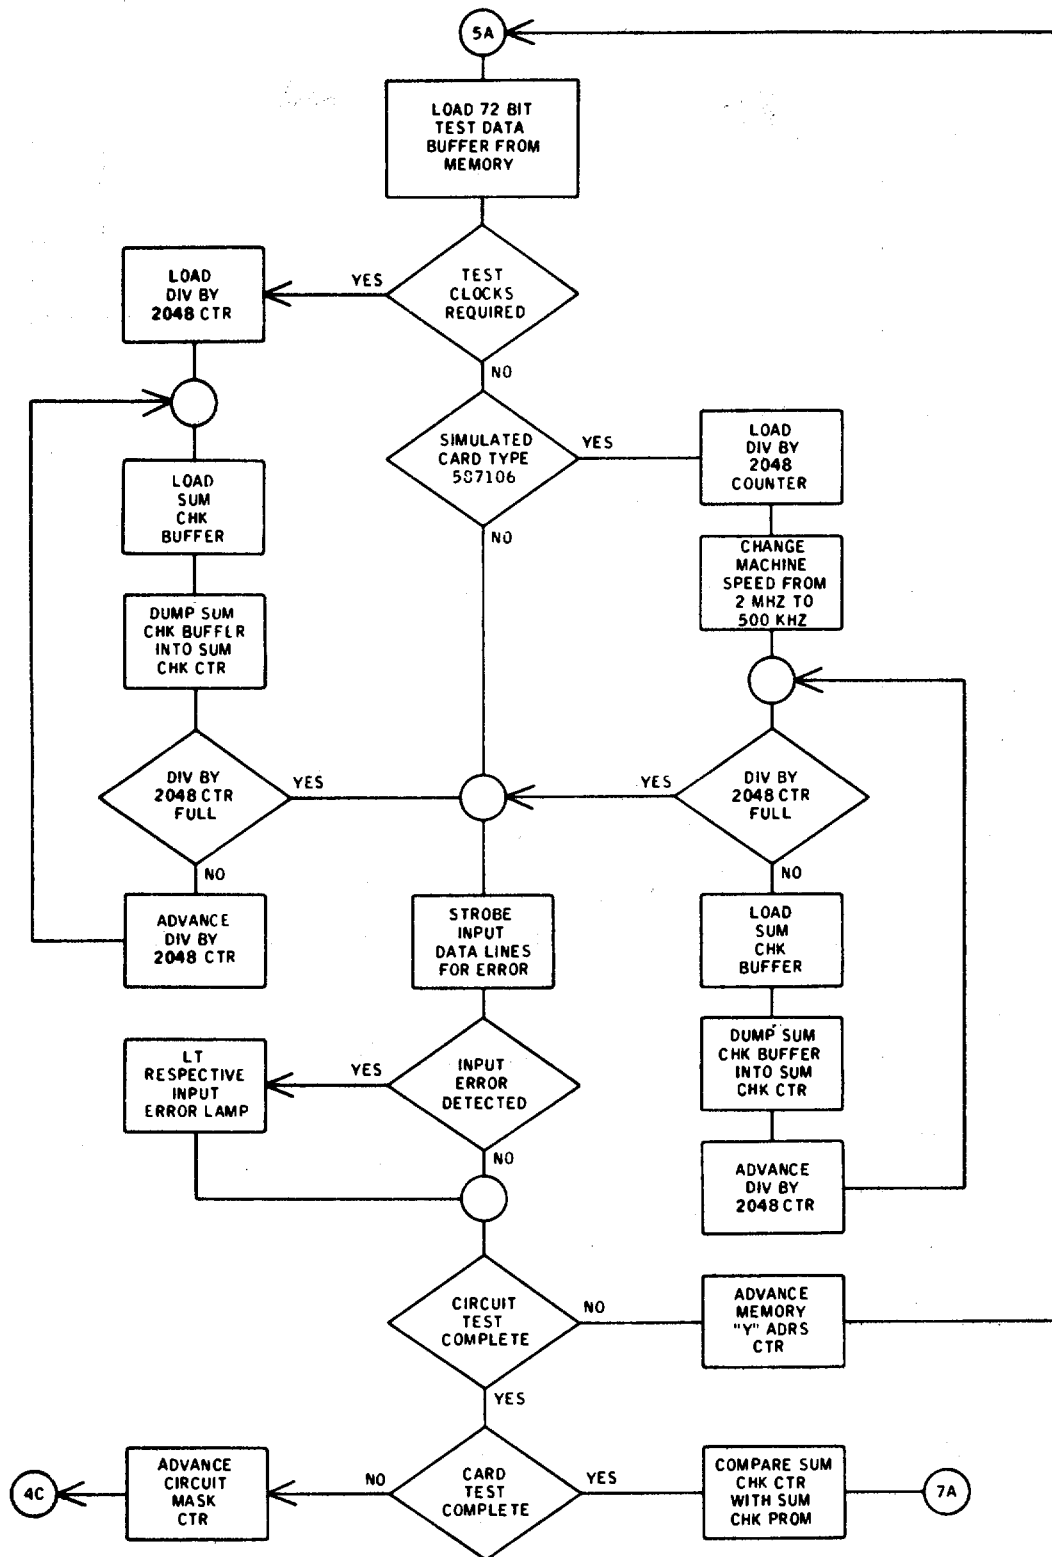 5A
LOAD 72 BIT
TEST DATA
BUFFER FROM
MEMORY
TEST
CLOCKS
REQUIRED
YES
NO
LOAD
DIV BY
2048 CTR
SIMULATED
CARD TYPE
587106
YES
NO
LOAD
DIV BY
2048
COUNTER
LOAD
SUM
CHK
BUFFER
CHANGE
MACHINE
SPEED FROM
2 MHZ TO
500 KHZ
DUMP SUM
CHK BUFFER
INTO SUM
CHK CTR
DIV BY
2048 CTR
FULL
YES
NO
YES
DIV BY
2048 CTR
FULL
NO
ADVANCE
DIV BY
2048 CTR
STROBE
INPUT
DATA LINES
FOR ERROR
LOAD
SUM
CHK
BUFFER
LT
RESPECTIVE
INPUT
ERROR LAMP
YES
INPUT
ERROR
DETECTED
NO
DUMP SUM
CHK BUFFER
INTO SUM
CHK CTR
ADVANCE
DIV BY
2048 CTR
CIRCUIT
TEST
COMPLETE
NO
YES
ADVANCE
MEMORY
"Y" ADRS
CTR
4C
ADVANCE
CIRCUIT
MASK
CTR
NO
CARD
TEST
COMPLETE
YES
COMPARE SUM
CHK CTR
WITH SUM
CHK PROM
7A